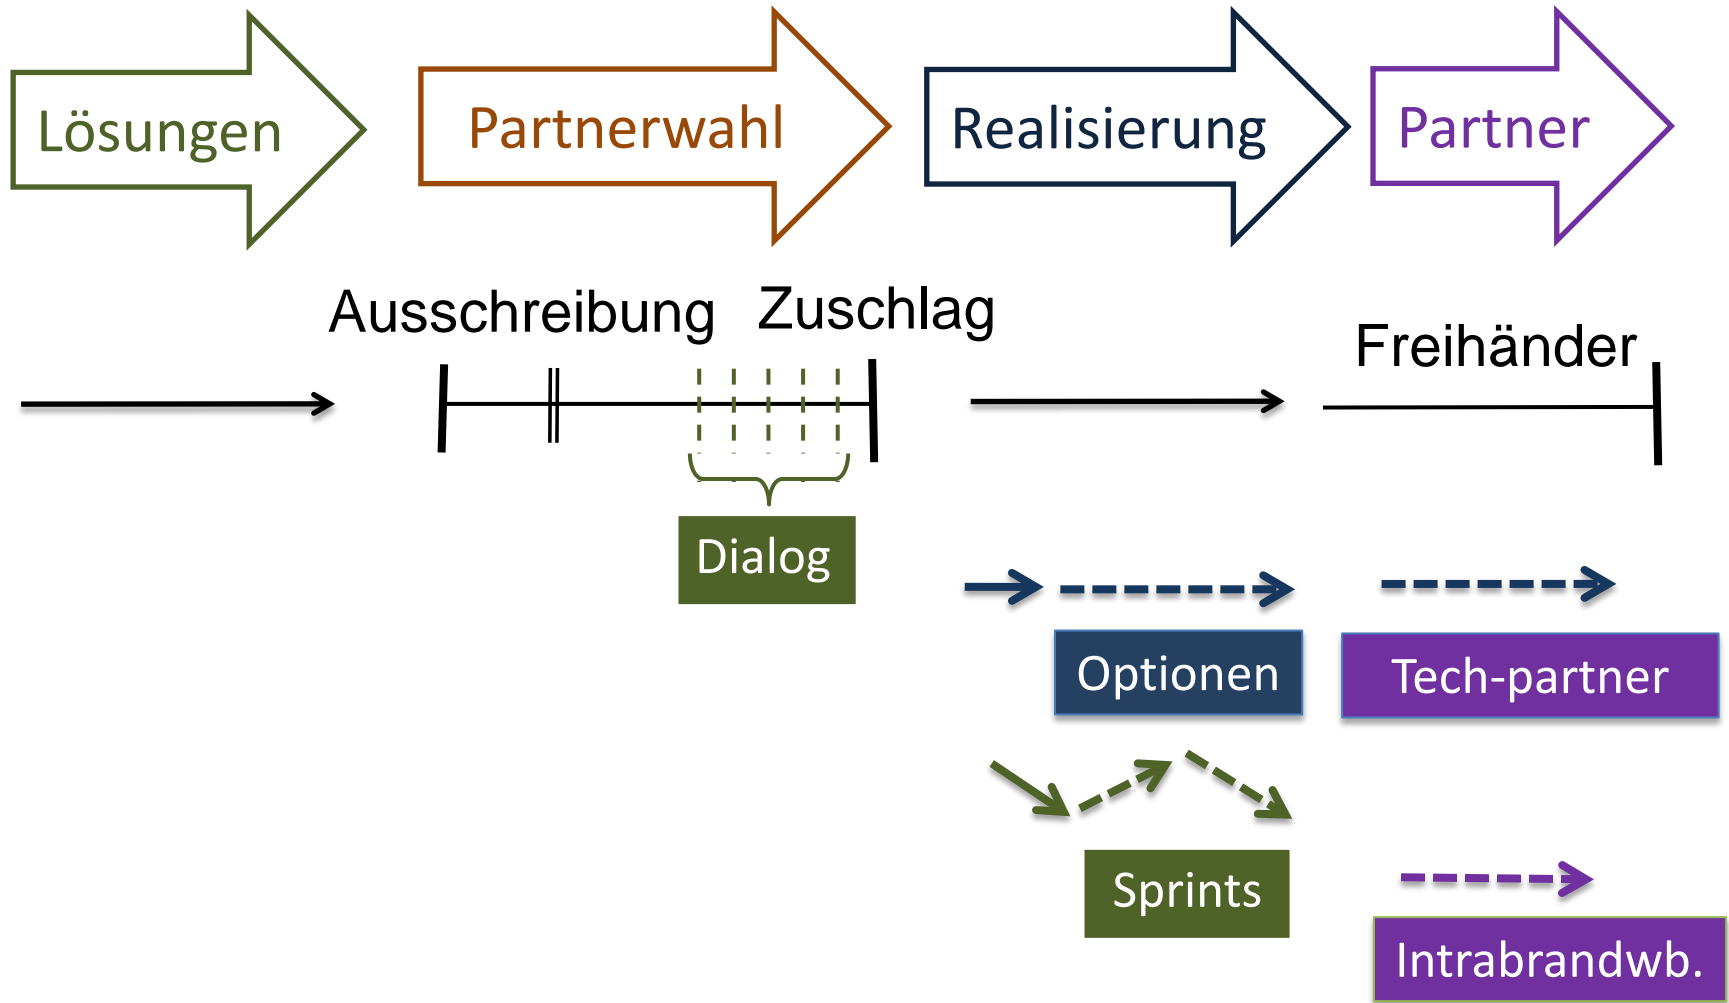 Lösungen
Partnerwahl
Realisierung
Partner
Ausschreibung
Zuschlag
Freihänder
Dialog
Optionen
Tech-partner
Sprints
Intrabrandwb.